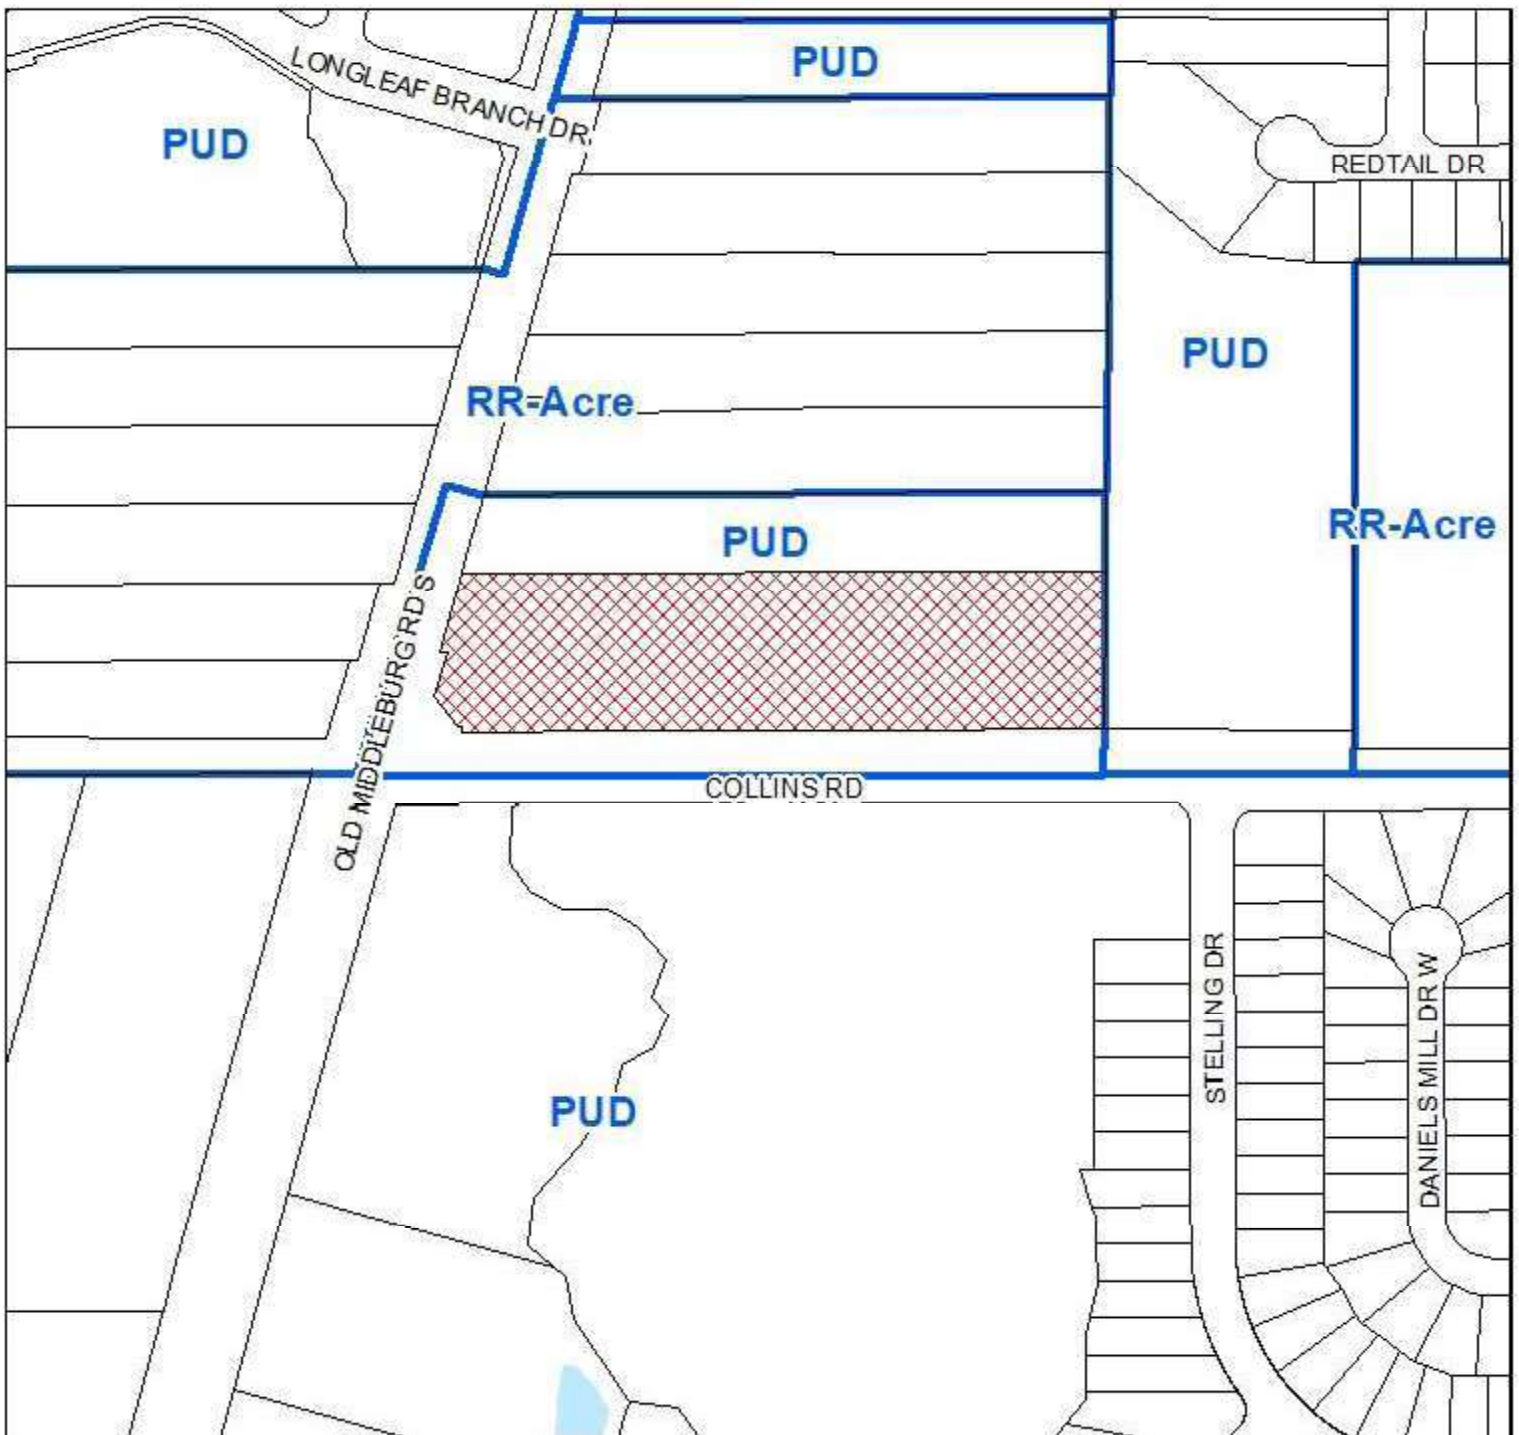 PUD
LONGLEAF BRANCH DR
PUD
REDTAIL DR
PUD
RR-Acre
RR-Acre
PUD
OLD MIDDLEBURG RD S
COLLINS RD
STELLING DR
DANIELS MILL DR W
PUD